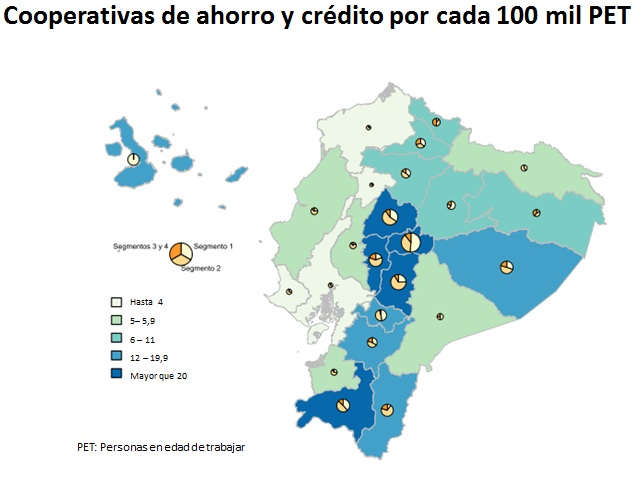 Cooperativas de ahorro y crédito por cada 100 mil PET
Segmentos 3 y 4
Segmento 1
Segmento 2
Hasta 4
5– 5,9
6 – 11
12 – 19,9
Mayor que 20
PET: Personas en edad de trabajar